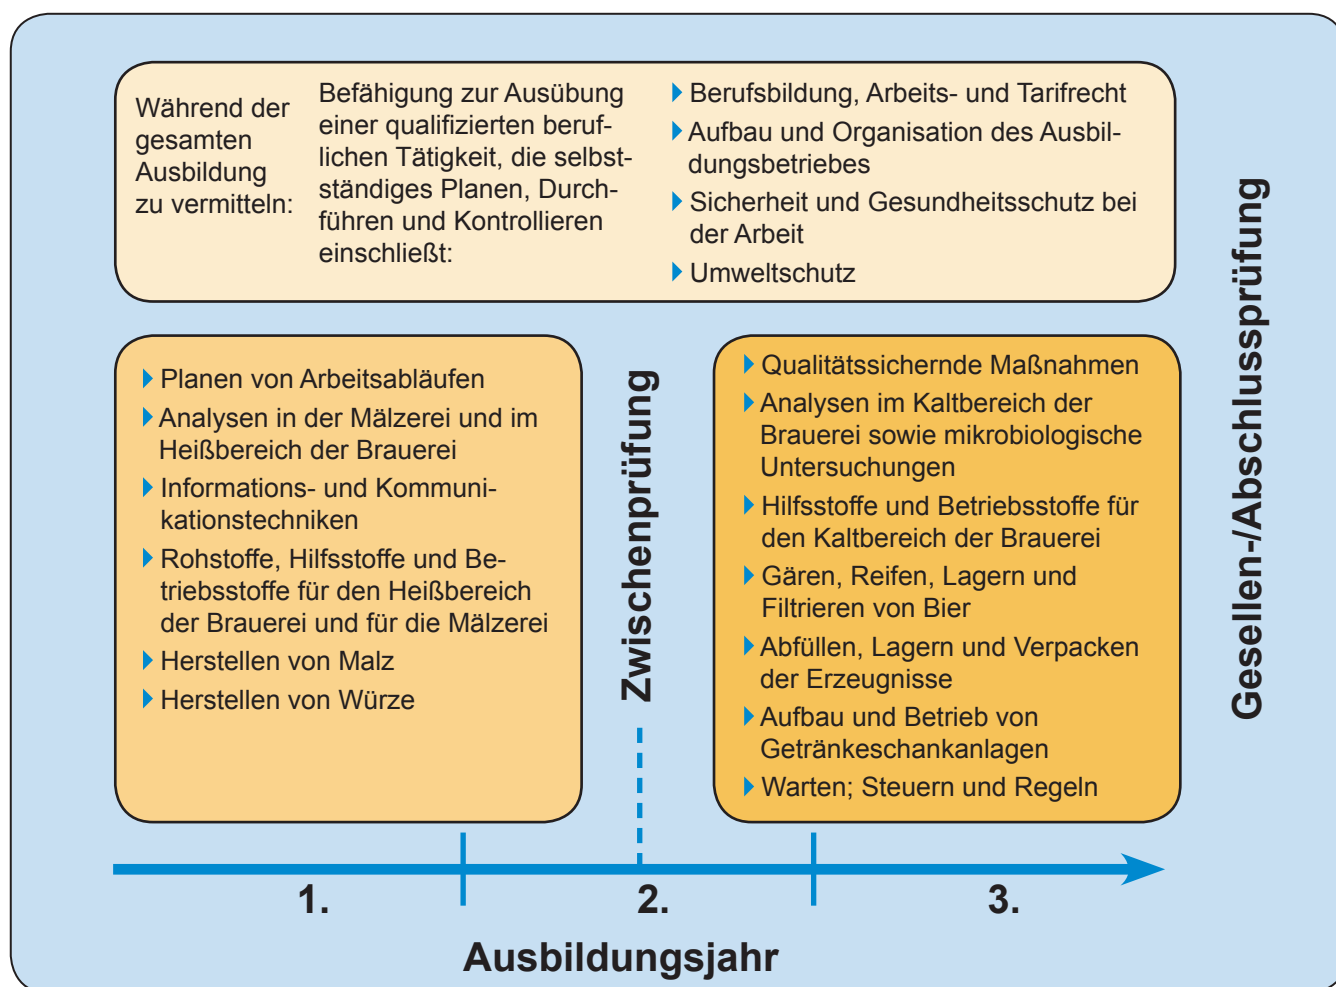 Während der
gesamten
Ausbildung
zu vermitteln:
Befähigung zur Ausübung
einer qualifizierten beruf-
lichen Tätigkeit, die selbst-
ständiges Planen, Durch-
führen und Kontrollieren
einschließt:
Berufsbildung, Arbeits- und Tarifrecht
Aufbau und Organisation des Ausbil-
dungsbetriebes
Sicherheit und Gesundheitsschutz bei
der Arbeit
Umweltschutz
Planen von Arbeitsabläufen
Analysen in der Mälzerei und im
Heißbereich der Brauerei
Informations- und Kommuni-
kationstechniken
Rohstoffe, Hilfsstoffe und Be-
triebsstoffe für den Heißbereich
der Brauerei und für die Mälzerei
Herstellen von Malz
Herstellen von Würze
Zwischenprüfung
Qualitätssichernde Maßnahmen
Analysen im Kaltbereich der
Brauerei sowie mikrobiologische
Untersuchungen
Hilfsstoffe und Betriebsstoffe für
den Kaltbereich der Brauerei
Gären, Reifen, Lagern und
Filtrieren von Bier
Abfüllen, Lagern und Verpacken
der Erzeugnisse
Aufbau und Betrieb von
Getränkeschankanlagen
Warten; Steuern und Regeln
Gesellen-/Abschlussprüfung
1.
2.
3.
Ausbildungsjahr